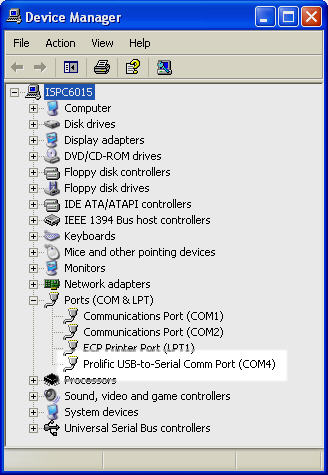 Device Manager
File Action View Help
ISPC6015
Computer
Disk drives
Display adapters
DVD/CD-ROM drives
Floppy disk controllers
Floppy disk drives
IDE ATA/ATAPI controllers
IEEE 1394 Bus host controllers
Keyboards
Mice and other pointing devices
Monitors
Network adapters
Ports (COM & LPT)
Communications Port (COM1)
Communications Port (COM2)
ECP Printer Port (LPT1)
Prolific USB-to-Serial Comm Port (COM4)
Processors
Sound, video and game controllers
System devices
Universal Serial Bus controllers